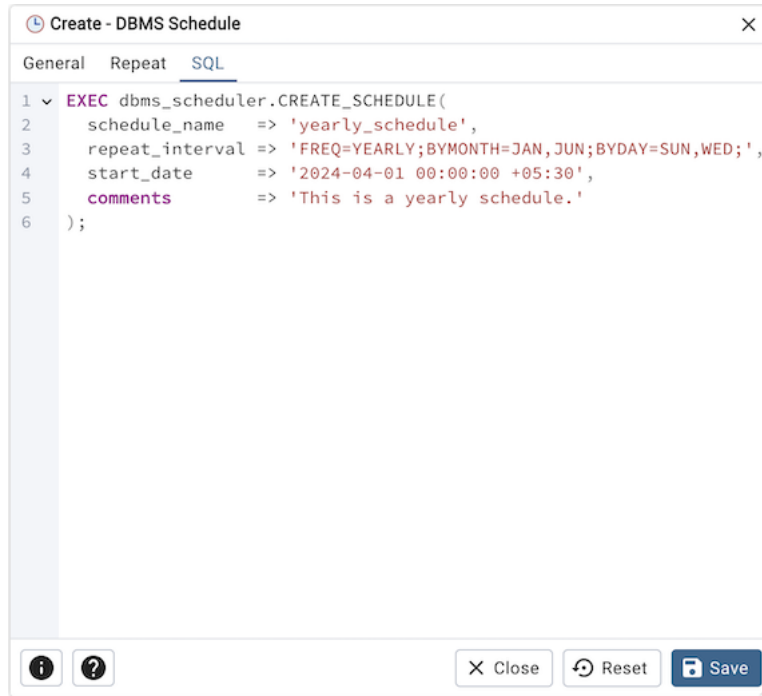 Create - DBMS Schedule
General Repeat SQL
1 EXEC dbms_scheduler.CREATE_SCHEDULE(
2 schedule_name => 'yearly_schedule',
3 repeat_interval => 'FREQ=YEARLY;BYMONTH=JAN,JUN;BYDAY=SUN,WED;',
4 start_date => '2024-04-01 00:00:00 +05:30',
5 comments => 'This is a yearly schedule.'
6 );
Close Reset Save